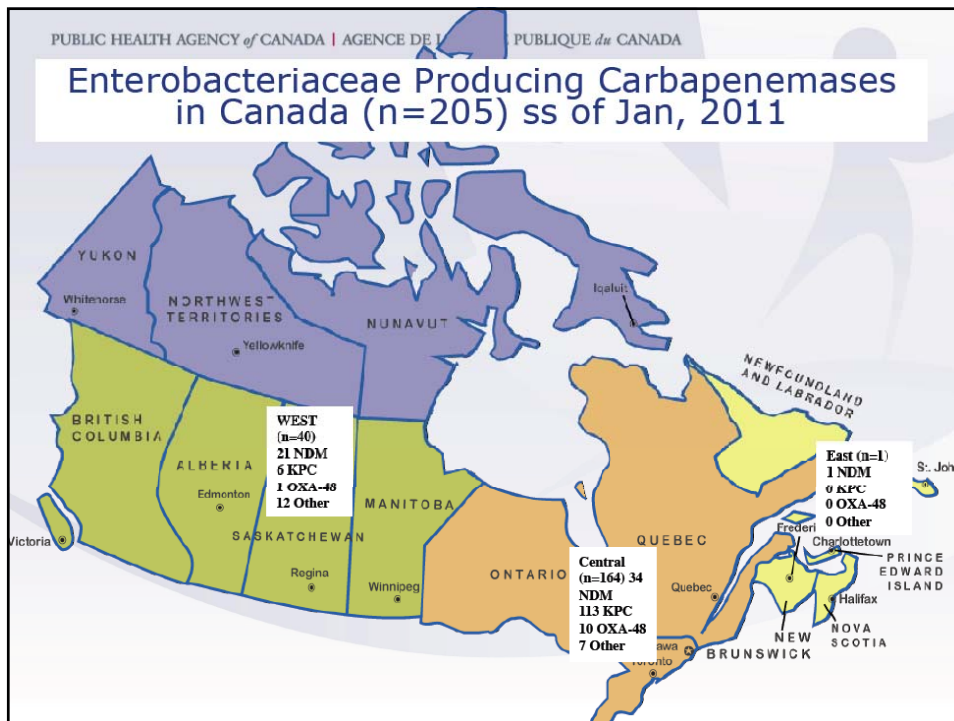 PUBLIC HEALTH AGENCY of CANADA | AGENCE DE PUBLIQUE du CANADA
Enterobacteriaceae Producing Carbapenemases
in Canada (n=205) ss of Jan, 2011
YUKON
Whitehorse
NORTHWEST
TERRITORIES
Yellowknife
NUNAVUT
Iqaluit
NEWFOUNDLAND
AND LABRADOR
St. Joh
BRITISH
COLUMBIA
Victoria
ALBERTA
Edmonton
WEST
(n=40)
21 NDM
6 KPC
1 OXA-48
12 Other
SASKATCHEWAN
Regina
MANITOBA
Winnipeg
ONTARIO
Central
(n=164) 34
NDM
113 KPC
10 OXA-48
7 Other
QUEBEC
Quebec
Toronto
East (n=1)
1 NDM
0 KPC
0 OXA-48
0 Other
Frederi
Charlottetown
PRINCE
EDWARD
ISLAND
Halifax
NOVA
SCOTIA
NEW
BRUNSWICK